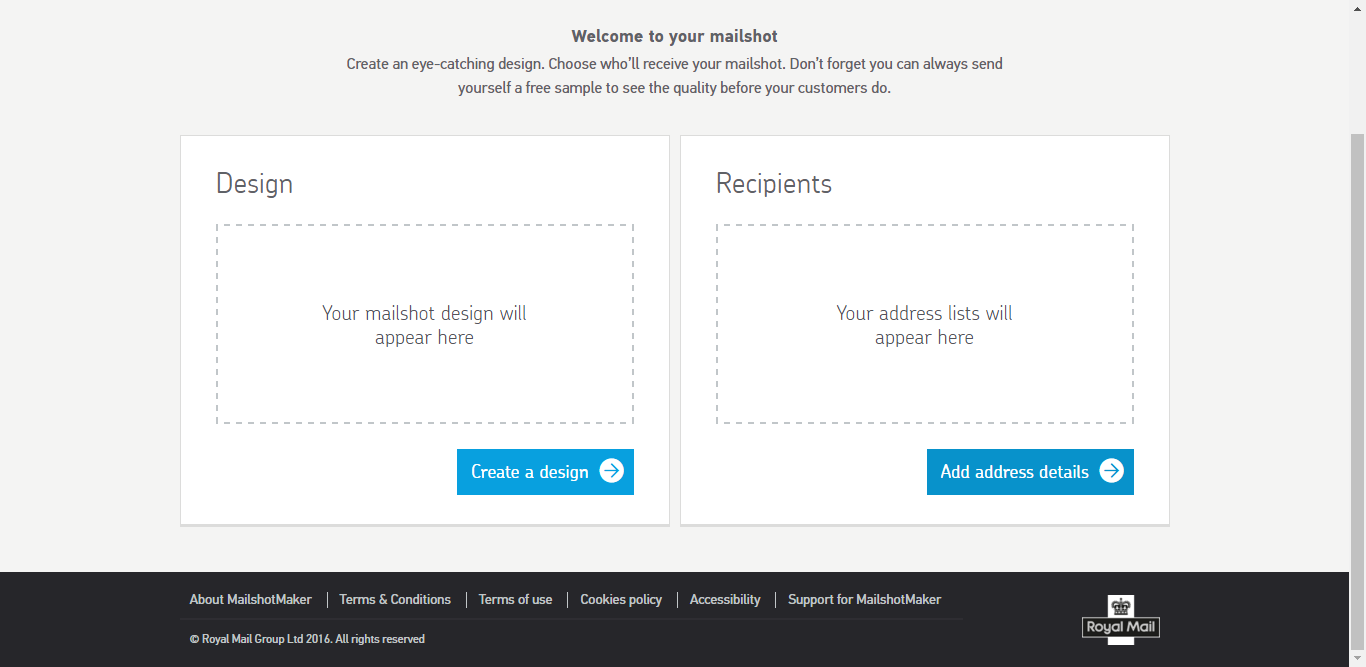 Welcome to your mailshot
Create an eye-catching design. Choose who'll receive your mailshot. Don't forget you can always send
yourself a free sample to see the quality before your customers do.
Design
Your mailshot design will
appear here
Create a design
Recipients
Your address lists will
appear here
Add address details
About MailshotMaker
Terms & Conditions
Terms of use
Cookies policy
Accessibility
Support for MailshotMaker
© Royal Mail Group Ltd 2016. All rights reserved
Royal Mail